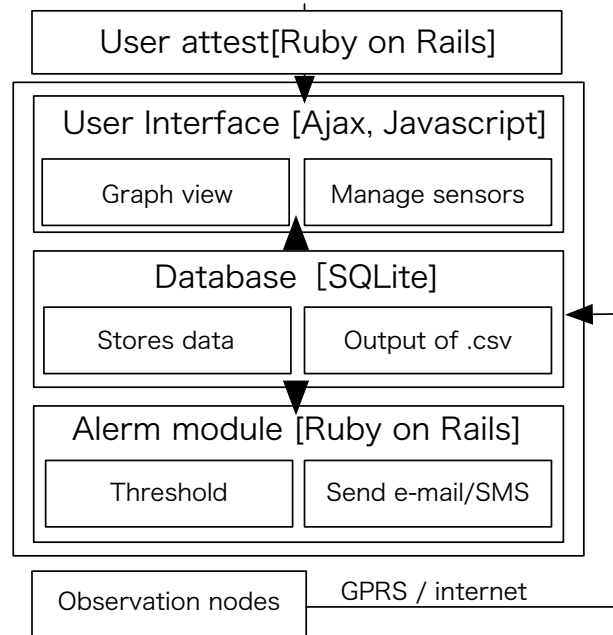 User attest[Ruby on Rails]
User Interface [Ajax, Javascript]
Graph view
Manage sensors
Database [SQLite]
Stores data
Output of .csv
Alerm module [Ruby on Rails]
Threshold
Send e-mail/SMS
GPRS / internet
Observation nodes